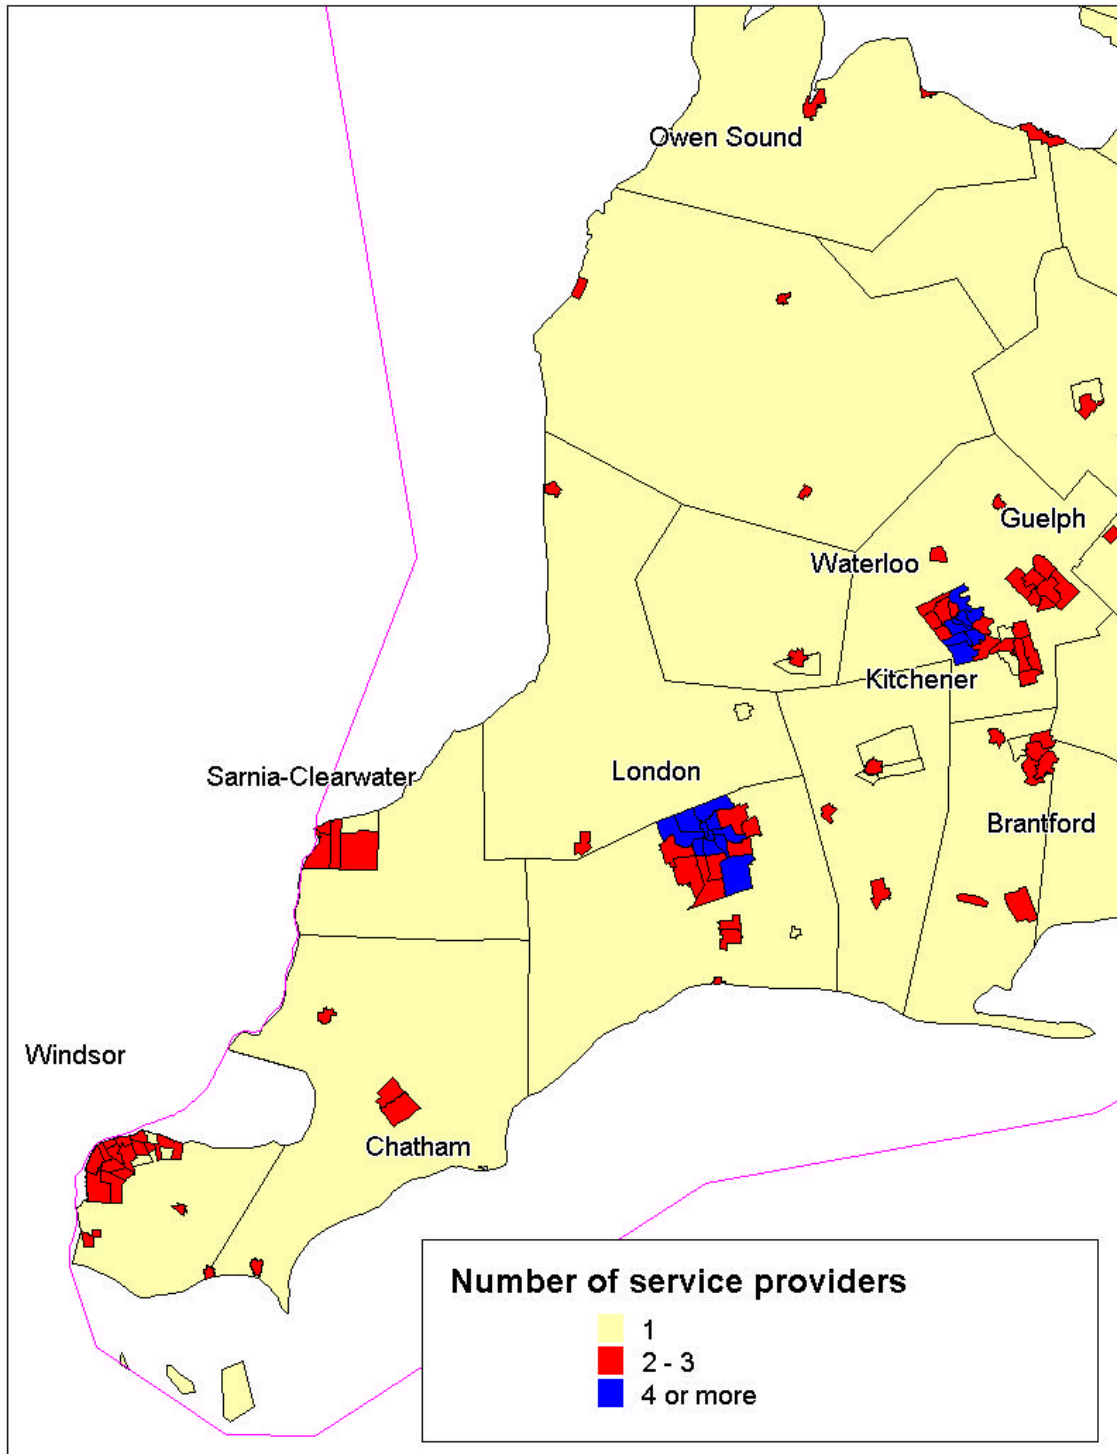 Owen Sound
Guelph
Waterloo
Kitchener
Sarnia-Clearwater
London
Brantford
Windsor
Chatham
Number of service providers
1
2 - 3
4 or more